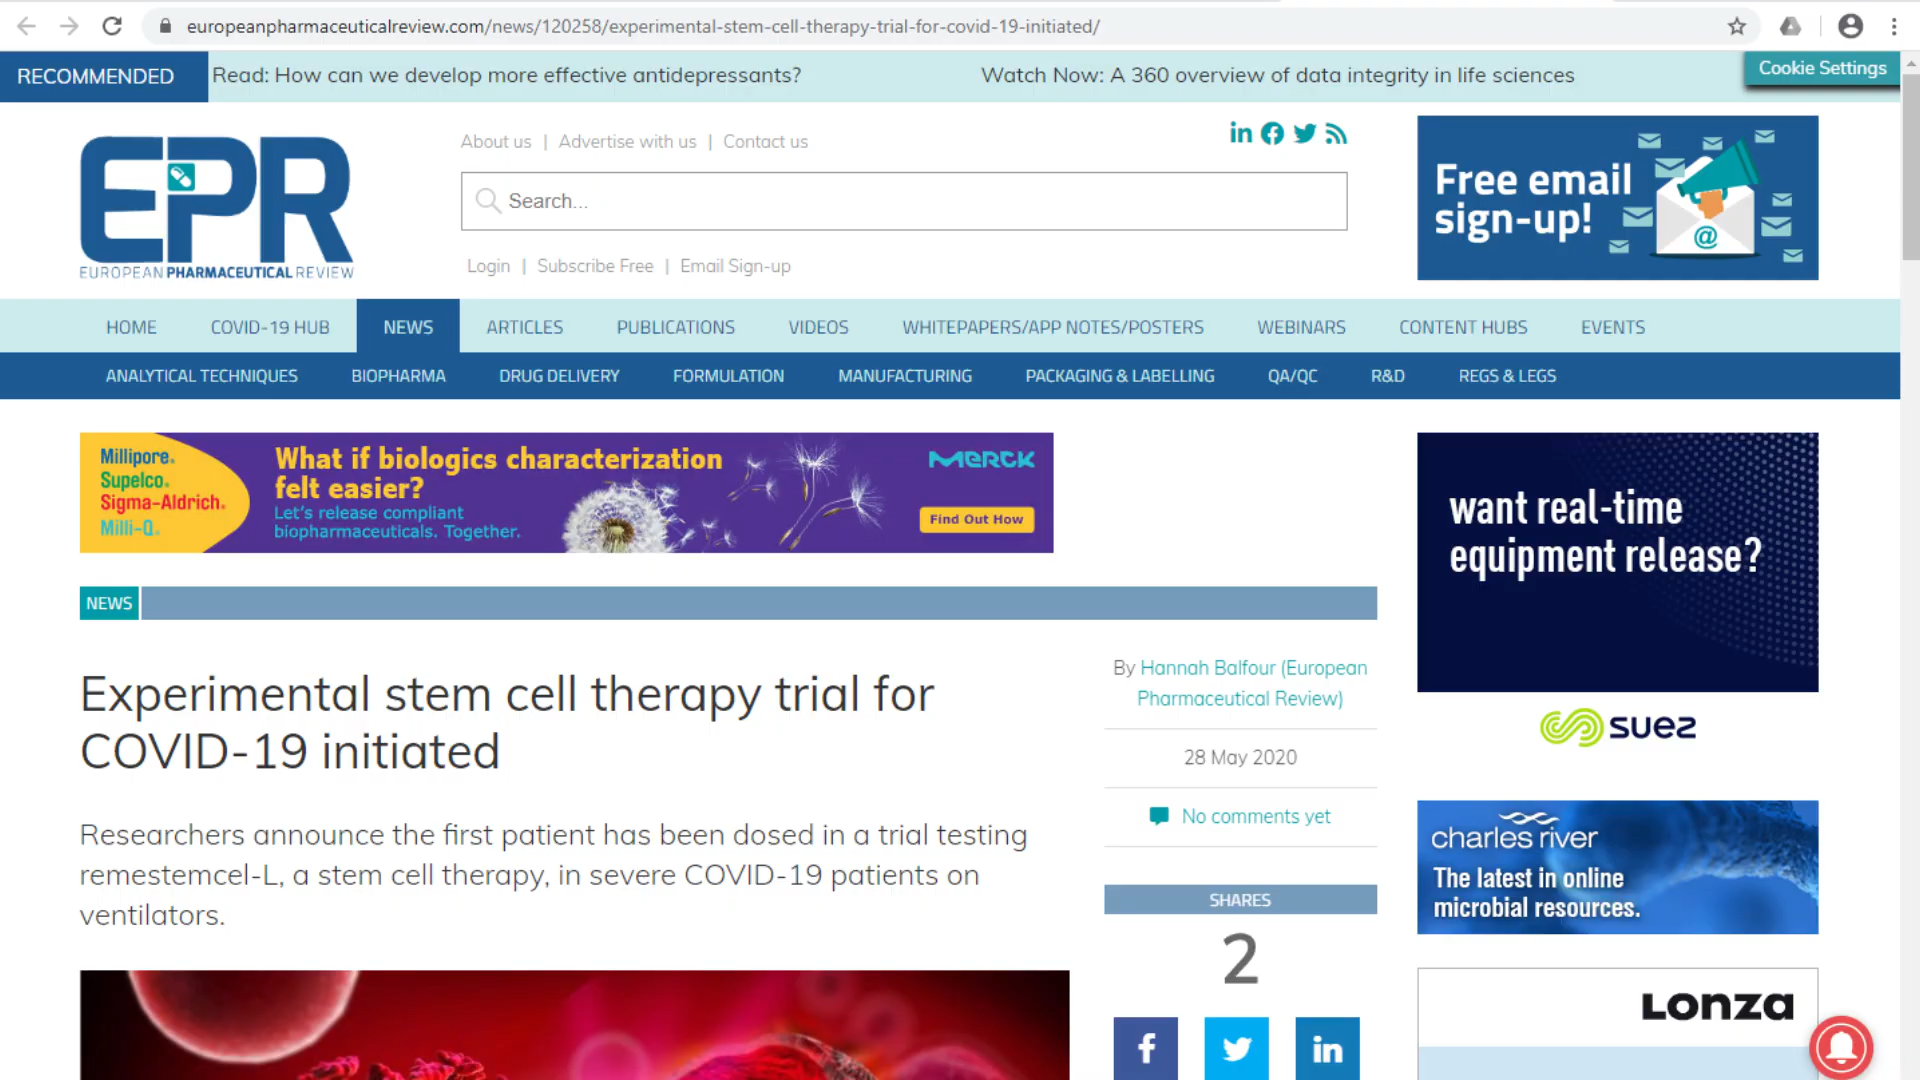 europeanpharmaceuticalreview.com/news/120258/experimental-stem-cell-therapy-trial-for-covid-19-initiated/
RECOMMENDED
Read: How can we develop more effective antidepressants?
Watch Now: A 360 overview of data integrity in life sciences
Cookie Settings
EPR
EUROPEAN PHARMACEUTICAL REVIEW
About us | Advertise with us | Contact us
Search...
Login | Subscribe Free | Email Sign-up
Free email
sign-up!
@
HOME COVID-19 HUB NEWS ARTICLES PUBLICATIONS VIDEOS WHITEPAPERS/APP NOTES/POSTERS WEBINARS CONTENT HUBS EVENTS
ANALYTICAL TECHNIQUES BIOPHARMA DRUG DELIVERY FORMULATION MANUFACTURING PACKAGING & LABELLING QA/QC R&D REGS & LEGS
Millipore.
Supelco.
Sigma-Aldrich.
Milli-Q.
What if biologics characterization
felt easier?
Let's release compliant
biopharmaceuticals. Together.
MERCK
Find Out How
want real-time
equipment release?
suez
NEWS
Experimental stem cell therapy trial for
COVID-19 initiated
Researchers announce the first patient has been dosed in a trial testing
remestemcel-L, a stem cell therapy, in severe COVID-19 patients on
ventilators.
By Hannah Balfour (European
Pharmaceutical Review)
28 May 2020
No comments yet
SHARES
2
f
in
charles river
The latest in online
microbial resources.
Lonza